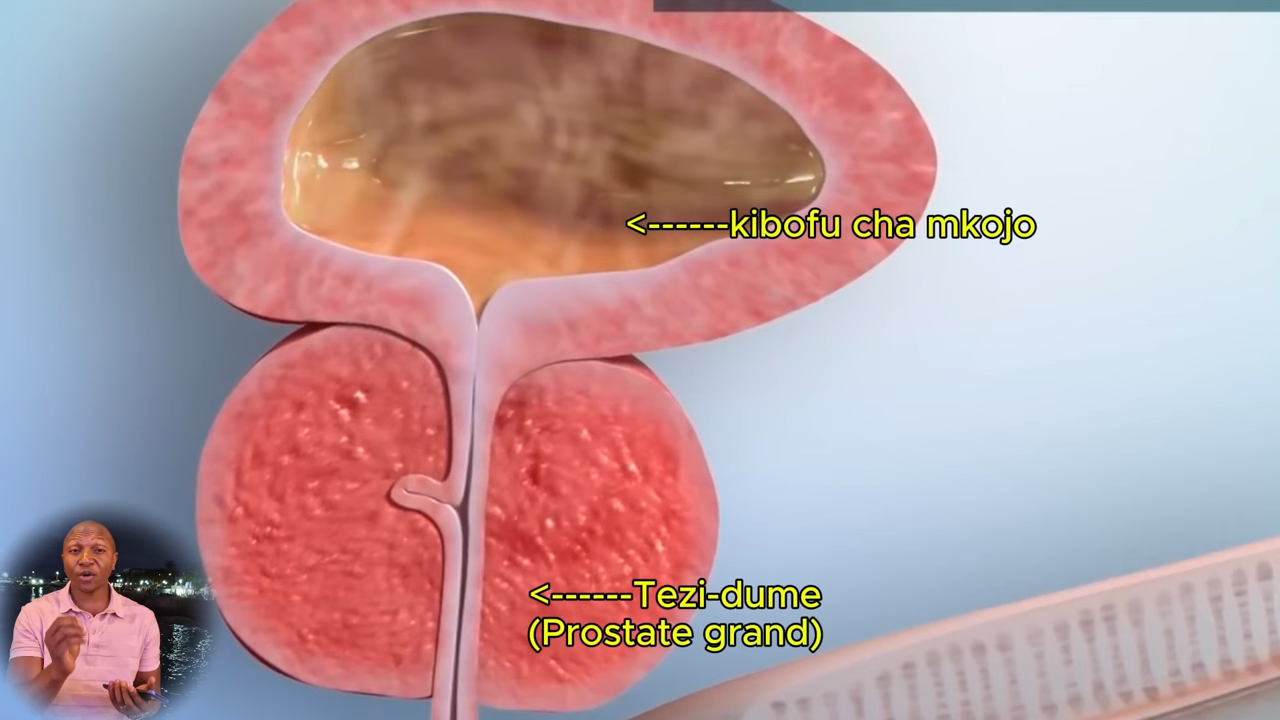 <------kibofu cha mkojo
<------Tezi-dume
(Prostate grand)